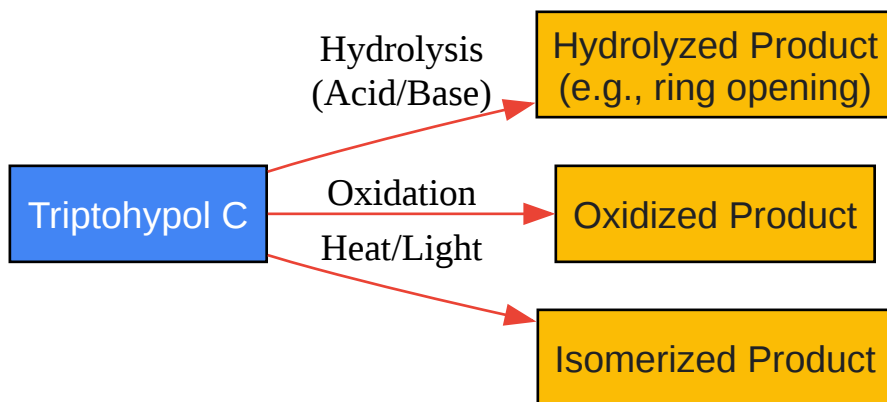 Hydrolysis
(Acid/Base)
Hydrolyzed Product
(e.g., ring opening)
Triptohypol C
Oxidation
Oxidized Product
Heat/Light
Isomerized Product